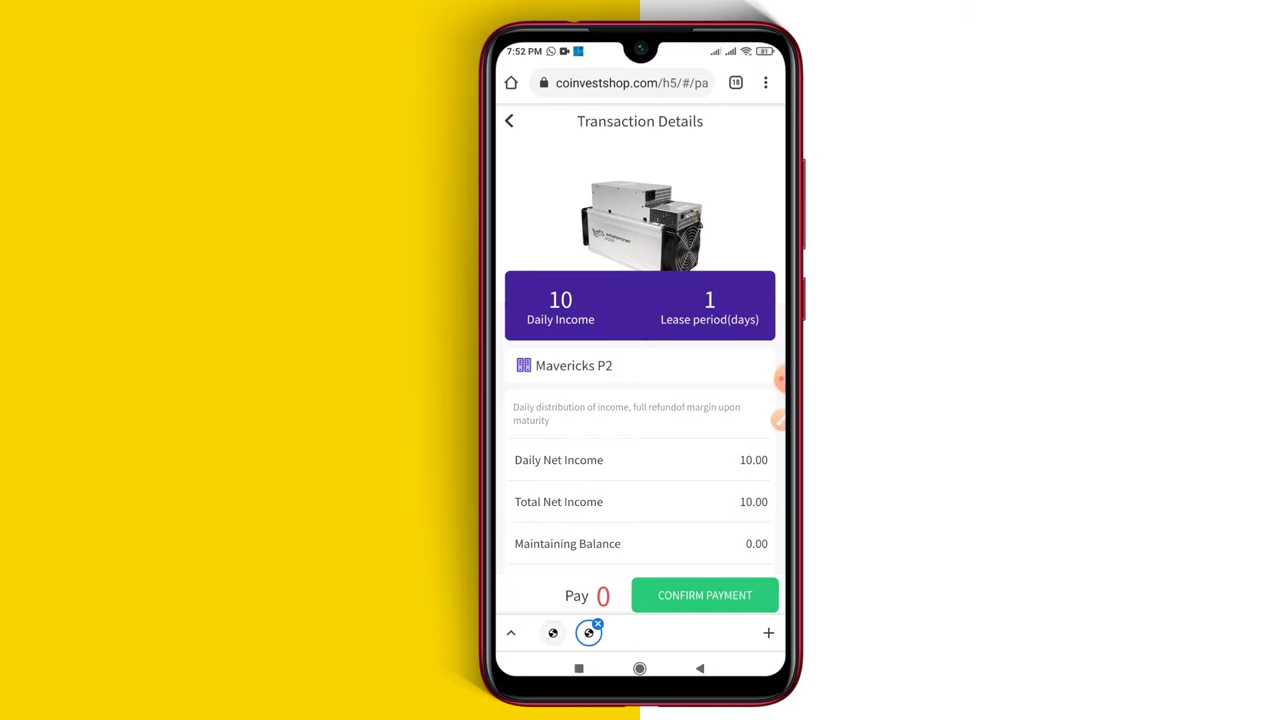 7:52 PM
81
coinvestshop.com/h5/#/pa
18
Transaction Details
10
1
Daily Income
Lease period(days)
Mavericks P2
Daily distribution of income, full refundof margin upon
maturity
Daily Net Income
10.00
Total Net Income
10.00
Maintaining Balance
0.00
Pay 0
CONFIRM PAYMENT